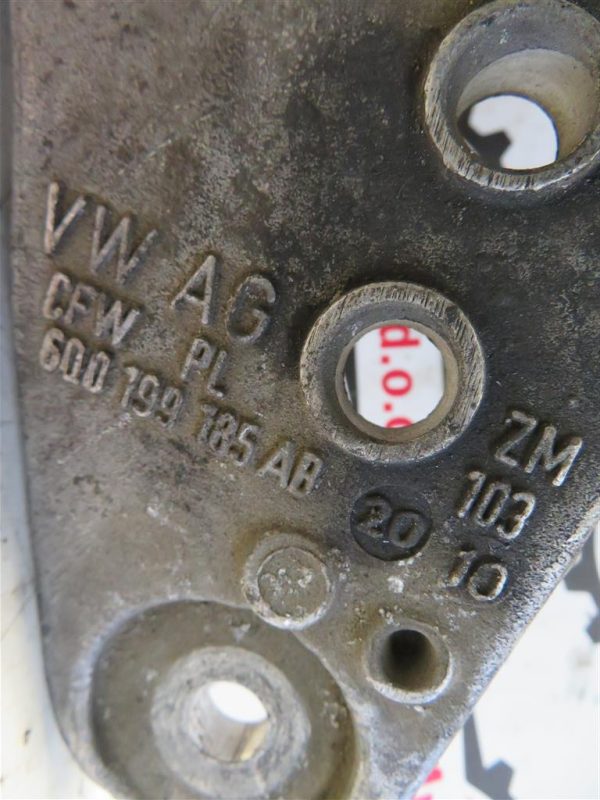 VW AG
CFW PL
6Q0 199 185 AB
ZM
103
20 10
d.o.